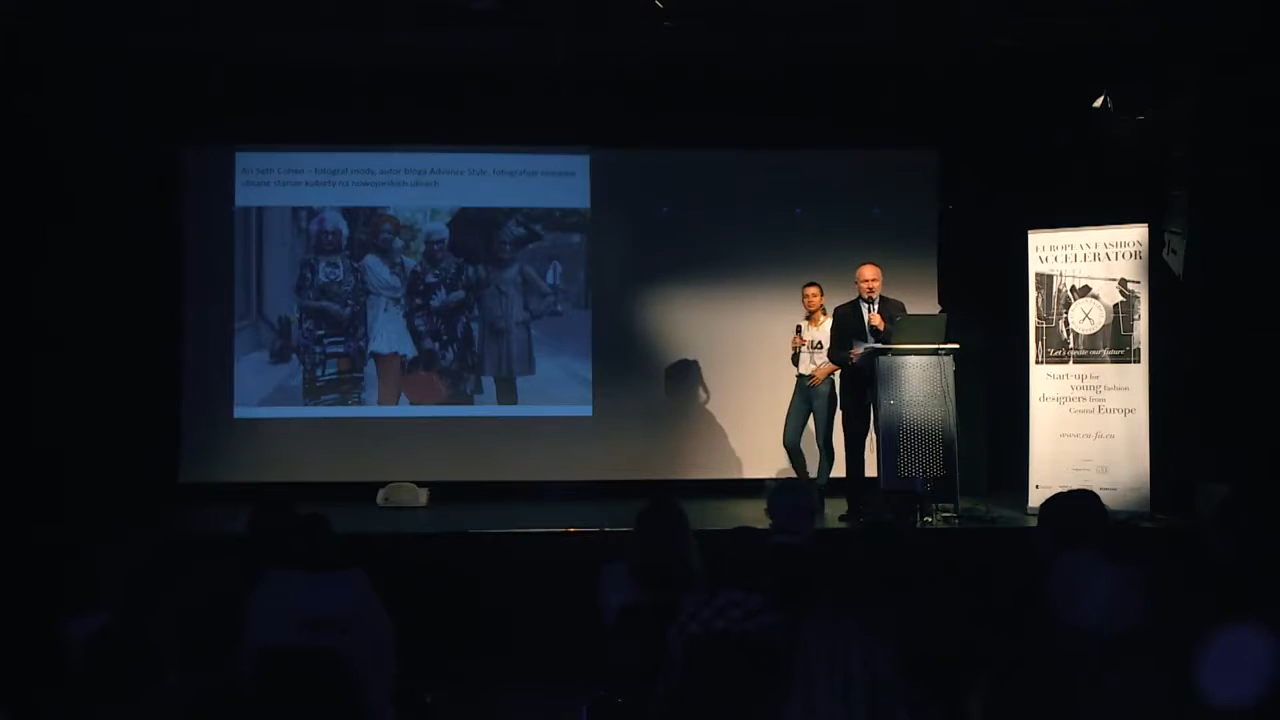 Ari Seth Cohen – fotograf mody, autor bloga Advance Style, fotografuje
ubrane starsze kobiety na nowojorskich ulicach
EUROPEAN FASHION
ACCELERATOR
"Let's create our future"
Start-up for
young fashion
designers from
Central Europe
www.eu-fa.eu